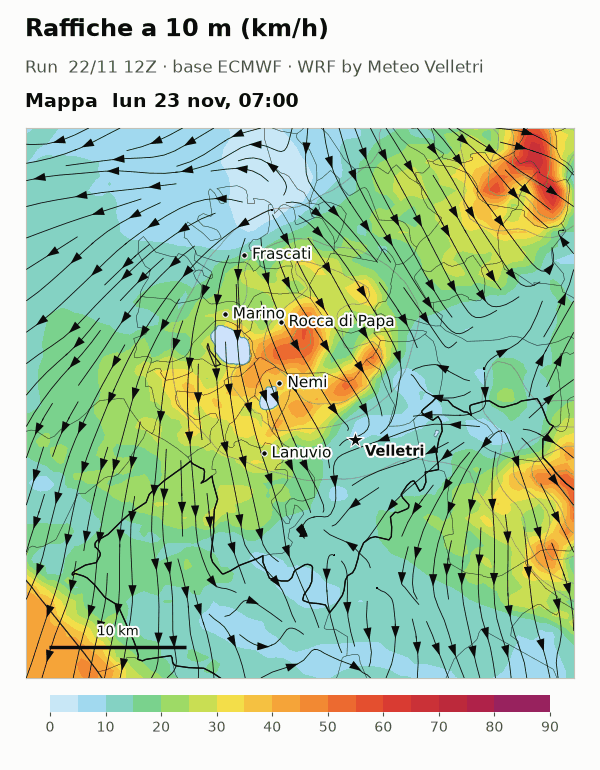 Raffiche a 10 m (km/h)
Run  22/11 12Z · base ECMWF · WRF by Meteo Velletri
Mappa  lun 23 nov, 07:00
Frascati
Marino
Rocca di Papa
Nemi
Velletri
Lanuvio
10 km
0 10 20 30 40 50 60 70 80 90